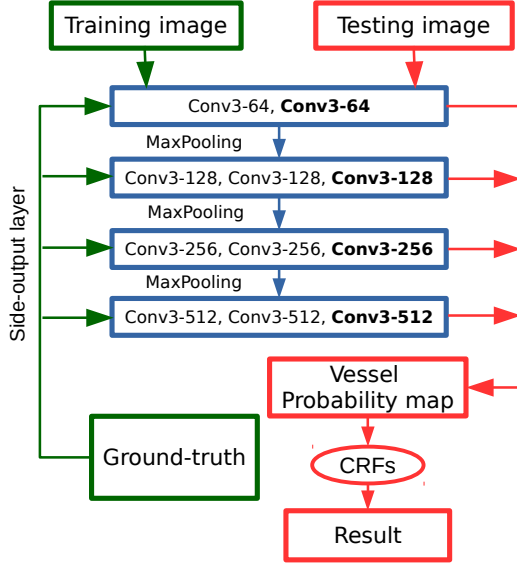 Training image
Testing image
Conv3-64, Conv3-64
MaxPooling
Conv3-128, Conv3-128, Conv3-128
MaxPooling
Conv3-256, Conv3-256, Conv3-256
MaxPooling
Conv3-512, Conv3-512, Conv3-512
Side-output layer
Vessel
Probability map
Ground-truth
CRFs
Result